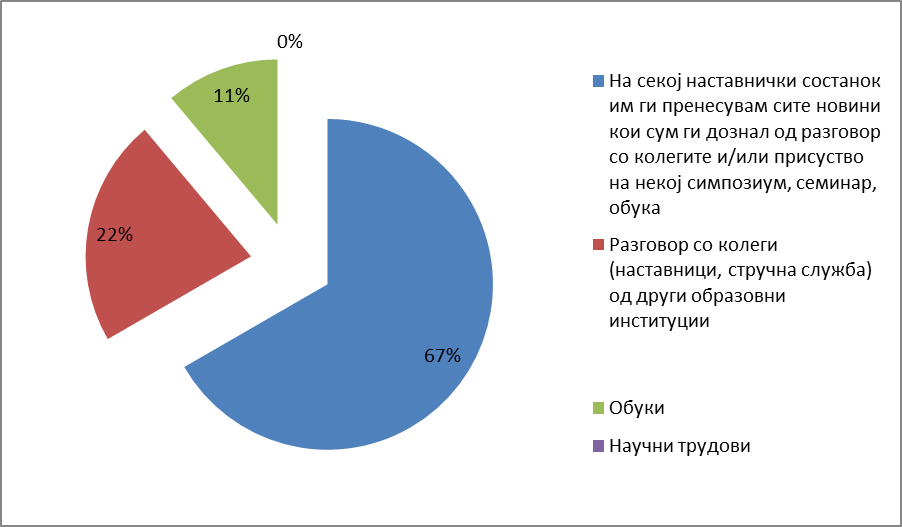 0%
11%
22%
67%
На секој наставнички состанок
им ги пренесувам сите новини
кои сум ги дознал од разговор
со колегите и/или присуство
на некој симпозиум, семинар,
обука
Разговор со колеги
(наставници, стручна служба)
од други образовни
институции
Обуки
Научни трудови